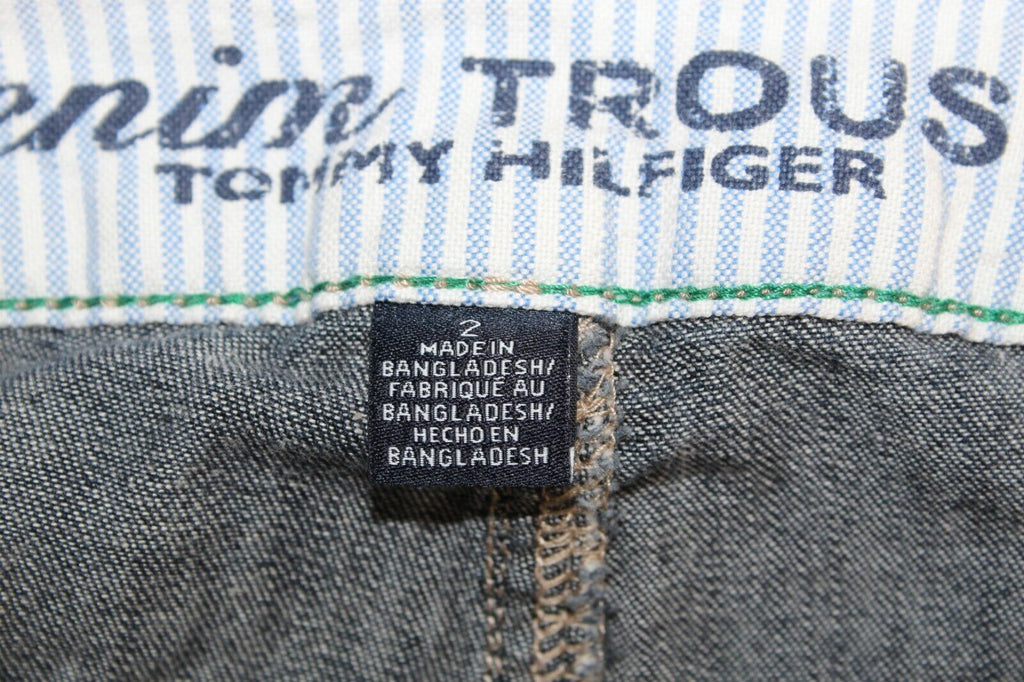 enim TROUS
TOMMY HILFIGER
2
MADE IN
BANGLADESH/
FABRIQUÉ AU
BANGLADESH/
HECHO EN
BANGLADESH